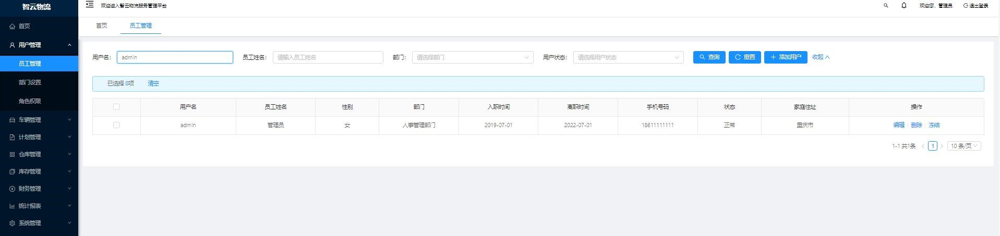 智云物流
欢迎进入智云物流服务管理平台
欢迎您，管理员 退出登录
首页
用户管理
员工管理
部门设置
角色权限
车辆管理
计划管理
仓库管理
库存管理
财务管理
统计报表
系统管理
首页 员工管理
用户名： admin 员工姓名： 请输入员工姓名 部门： 请选择部门 用户状态： 请选择用户状态 查询 重置 添加用户 收起
已选择 0项 清空
用户名 员工姓名 性别 部门 入职时间 离职时间 手机号码 状态 家庭住址 操作
admin 管理员 女 人事管理部门 2019-07-01 2022-07-01 18611111111 正常 重庆市 编辑 删除 冻结
1-1 共1条 < 1 > 10 条/页